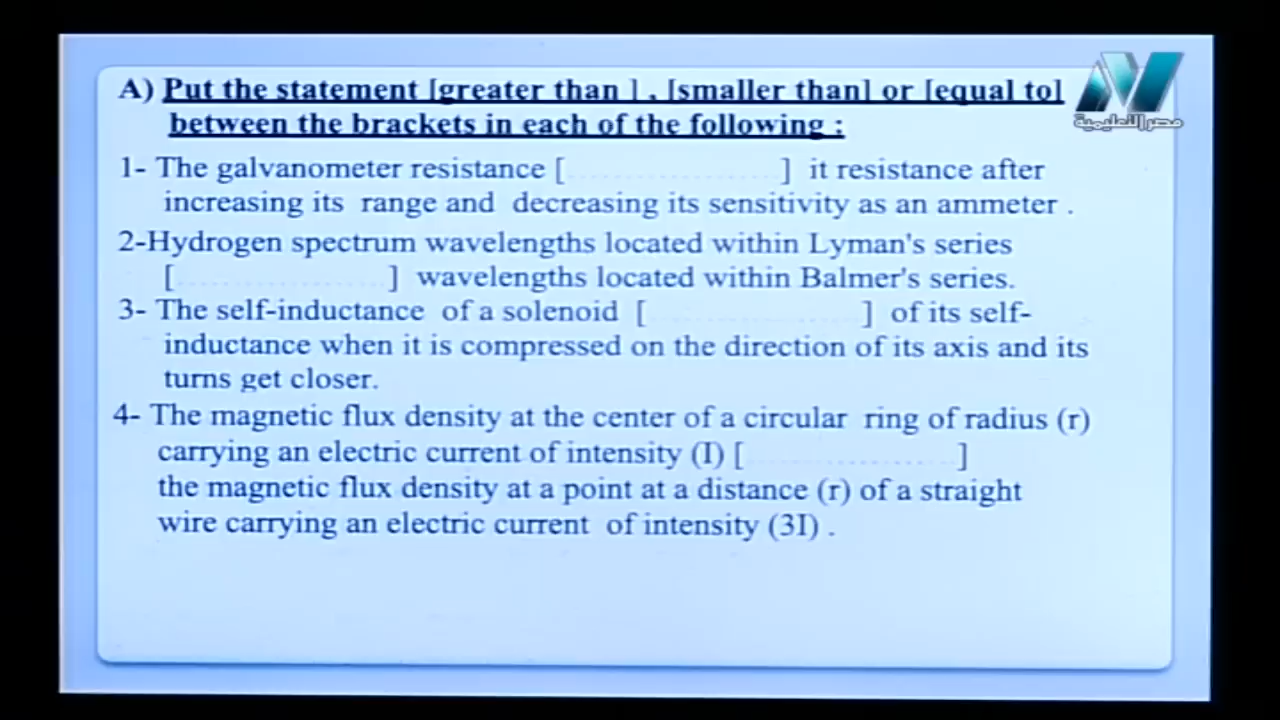 A) Put the statement [greater than ] , [smaller than] or [equal to]
between the brackets in each of the following :
مصر التعليمية
1- The galvanometer resistance [ ..................... ] it resistance after
increasing its range and decreasing its sensitivity as an ammeter .
2-Hydrogen spectrum wavelengths located within Lyman's series
[ ..................... ] wavelengths located within Balmer's series.
3- The self-inductance of a solenoid [ ..................... ] of its self-
inductance when it is compressed on the direction of its axis and its
turns get closer.
4- The magnetic flux density at the center of a circular ring of radius (r)
carrying an electric current of intensity (I) [ ..................... ]
the magnetic flux density at a point at a distance (r) of a straight
wire carrying an electric current of intensity (3I) .